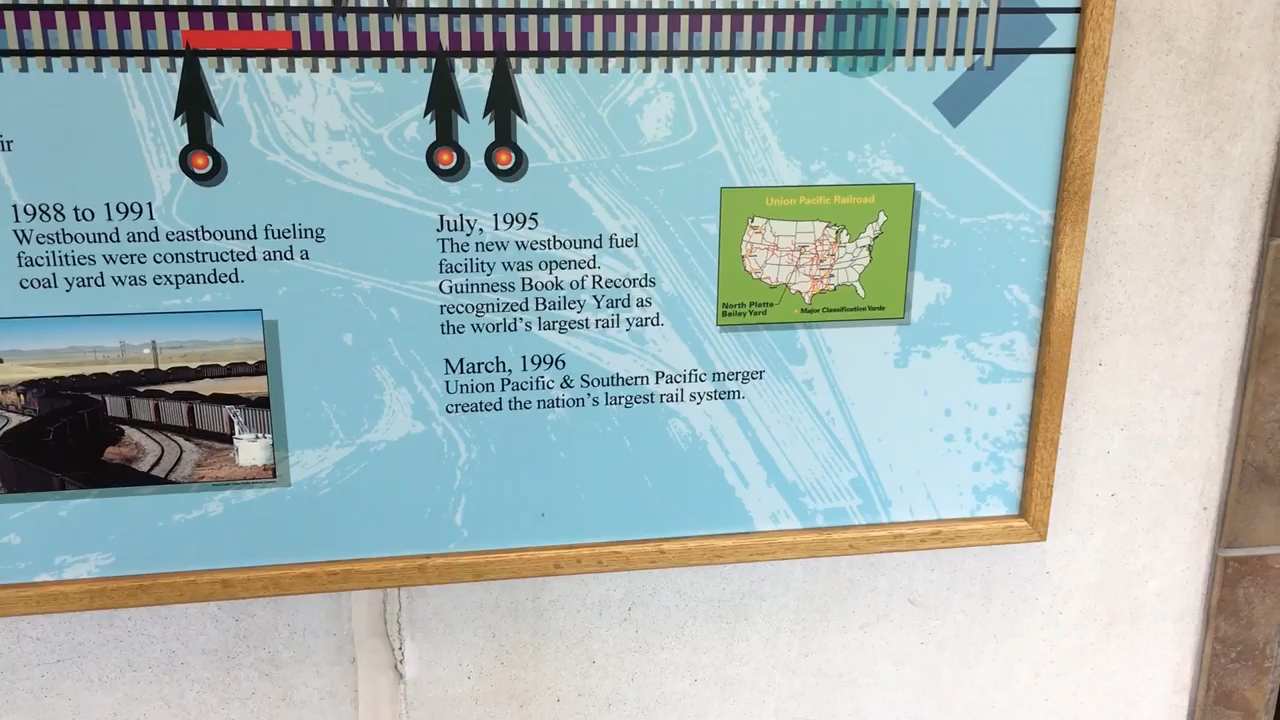 ir
1988 to 1991
Westbound and eastbound fueling
facilities were constructed and a
coal yard was expanded.
July, 1995
The new westbound fuel
facility was opened.
Guinness Book of Records
recognized Bailey Yard as
the world's largest rail yard.
March, 1996
Union Pacific & Southern Pacific merger
created the nation's largest rail system.
Union Pacific Railroad
North Platte
Bailey Yard
Major Classification Yards